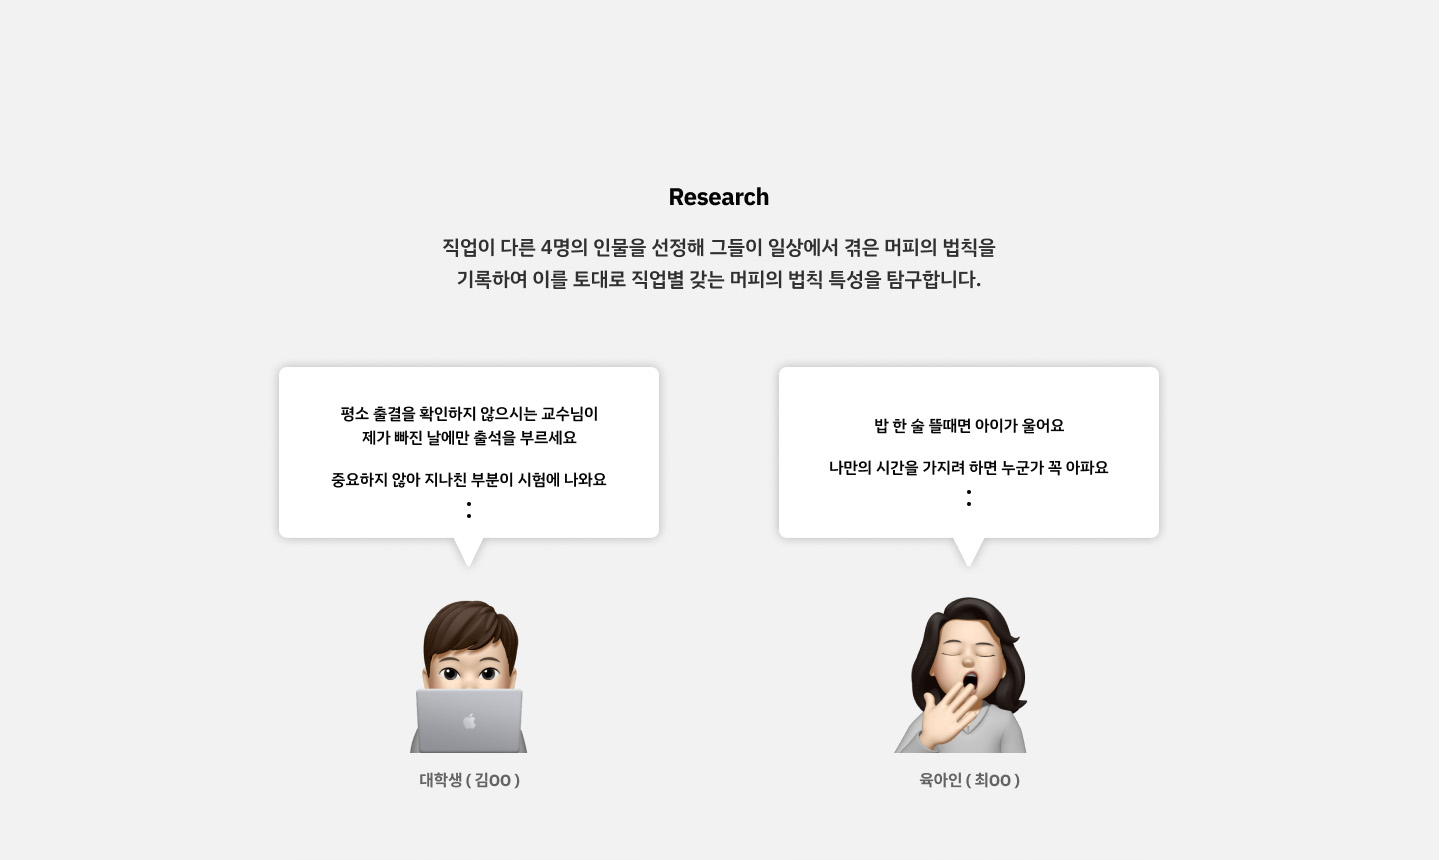 Research
직업이 다른 4명의 인물을 선정해 그들이 일상에서 겪은 머피의 법칙을
기록하여 이를 토대로 직업별 갖는 머피의 법칙 특성을 탐구합니다.
평소 출결을 확인하지 않으시는 교수님이
제가 빠진 날에만 출석을 부르세요
중요하지 않아 지나친 부분이 시험에 나와요
:
대학생 ( 김OO )
밥 한 술 뜰때면 아이가 울어요
나만의 시간을 가지려 하면 누군가 꼭 아파요
:
육아인 ( 최OO )